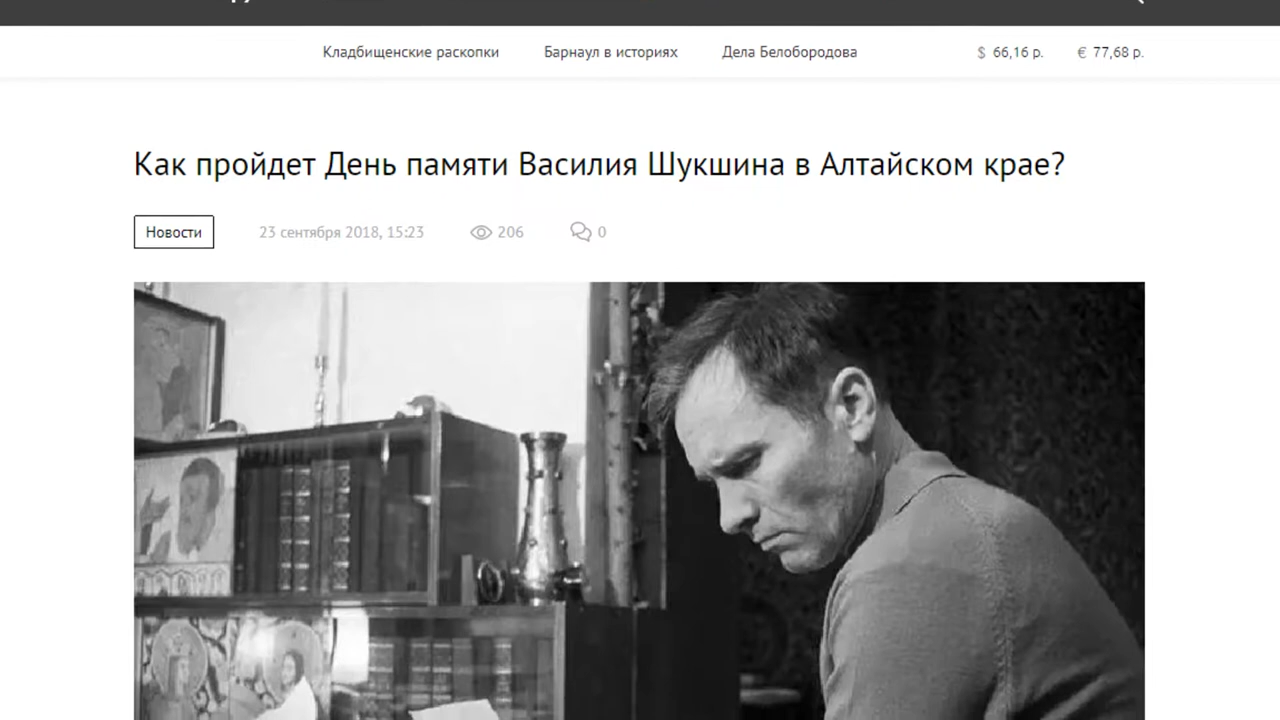 Кладбищенские раскопки Барнаул в историях Дела Белобородова $ 66,16 р. € 77,68 р.
Как пройдет День памяти Василия Шукшина в Алтайском крае?
Новости 23 сентября 2018, 15:23 206 0